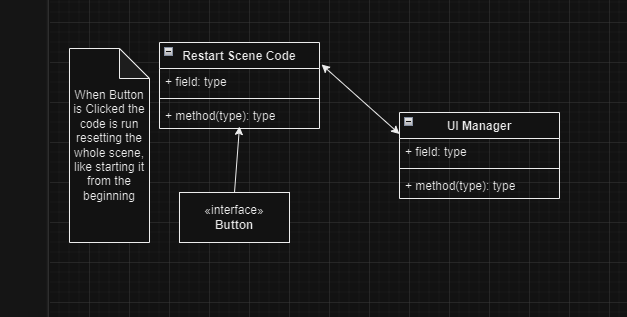 When Button
is Clicked the
code is run
resetting the
whole scene,
like starting it
from the
beginning
Restart Scene Code
+ field: type
+ method(type): type
«interface»
Button
UI Manager
+ field: type
+ method(type): type